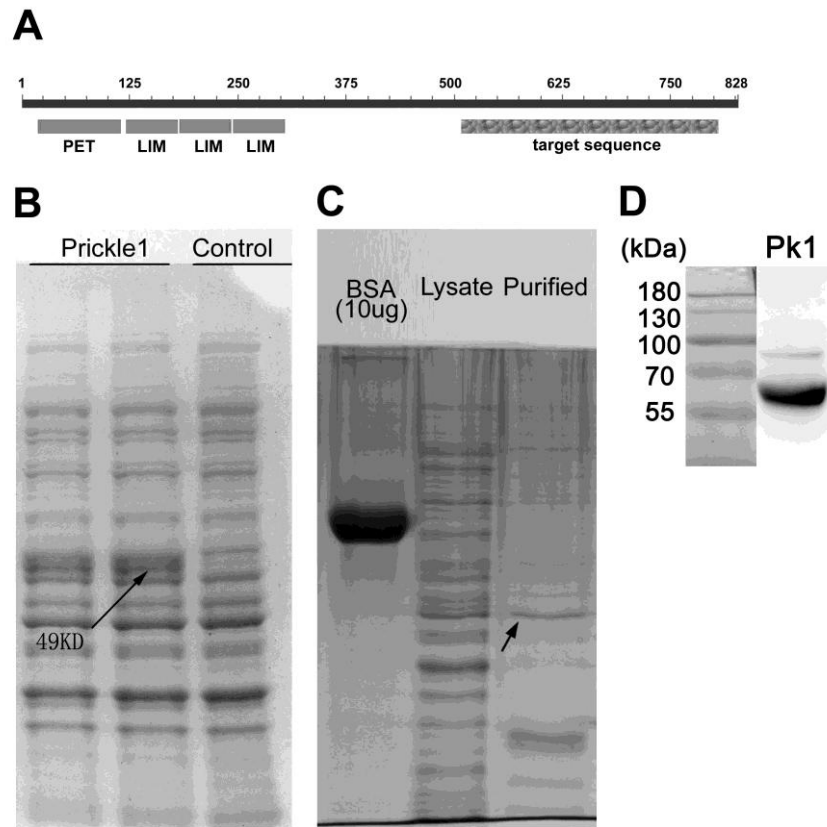 A
1 125 250 375 500 625 750 828
PET LIM LIM LIM target sequence
B
Prickle1 Control
49KD
C
BSA Lysate Purified
(10ug)
D
(kDa) Pk1
180
130
100
70
55